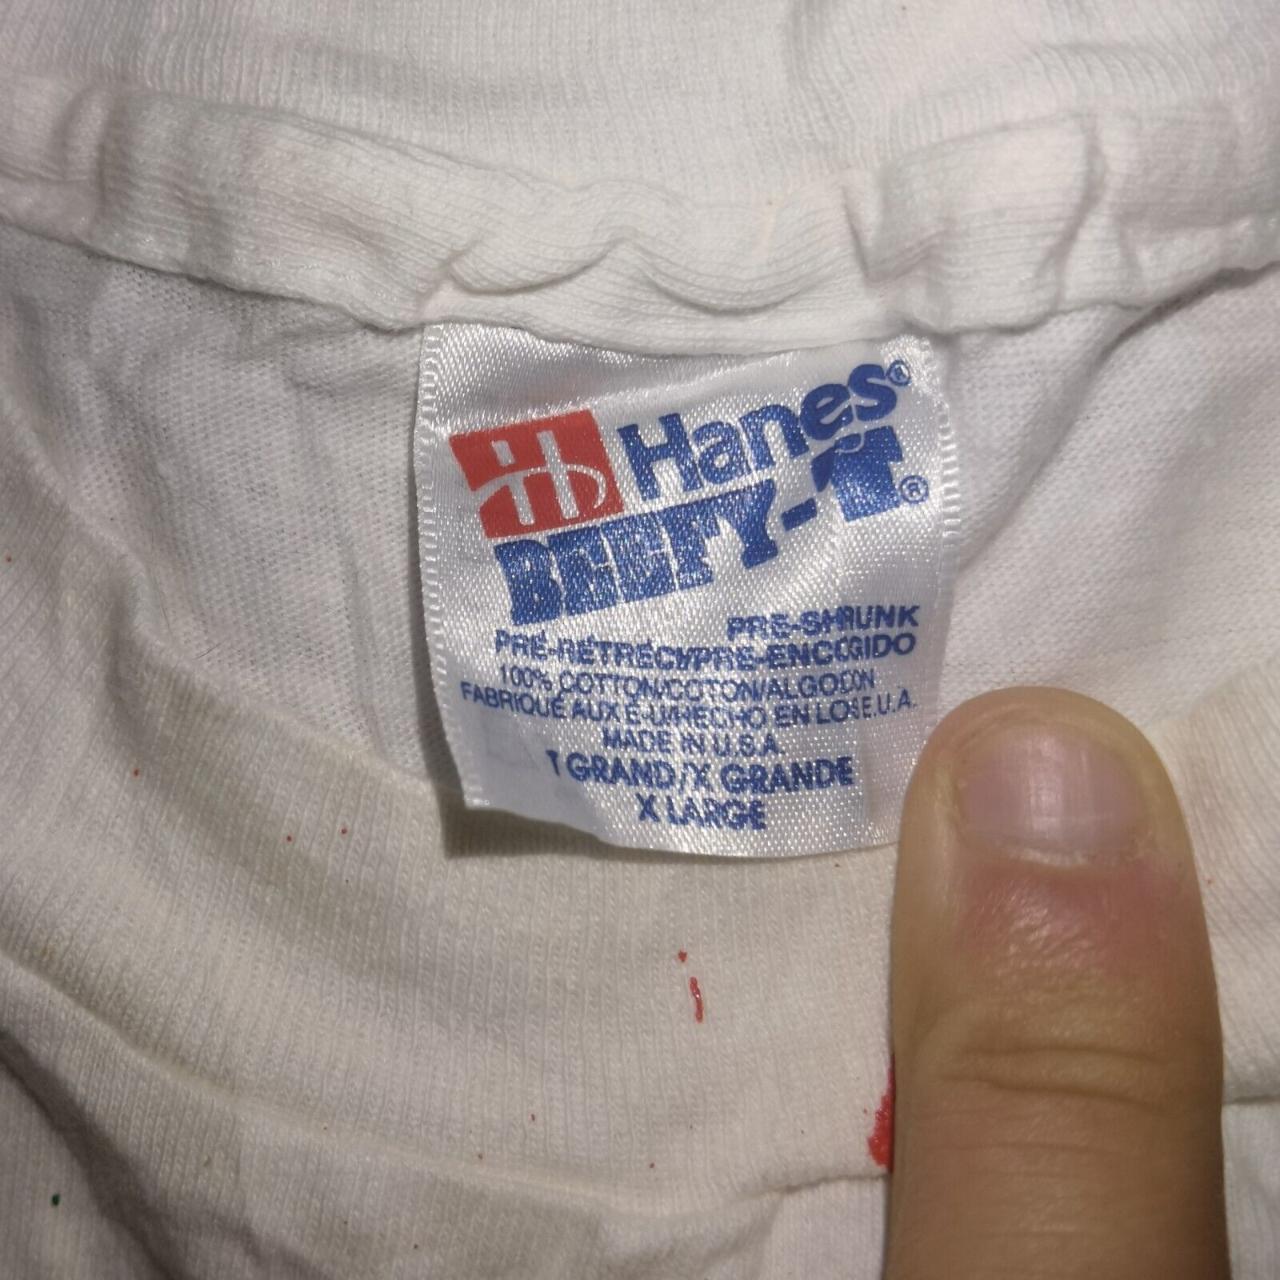 Hanes®
BEEFY-T®
PRE-SHRUNK
PRÉ-RÉTRÉCI/PRE-ENCOGIDO
100% COTTON/COTON/ALGODON
FABRIQUÉ AUX É-U/HECHO EN LOS E.U.A.
MADE IN U.S.A.
T GRAND/X GRANDE
X LARGE